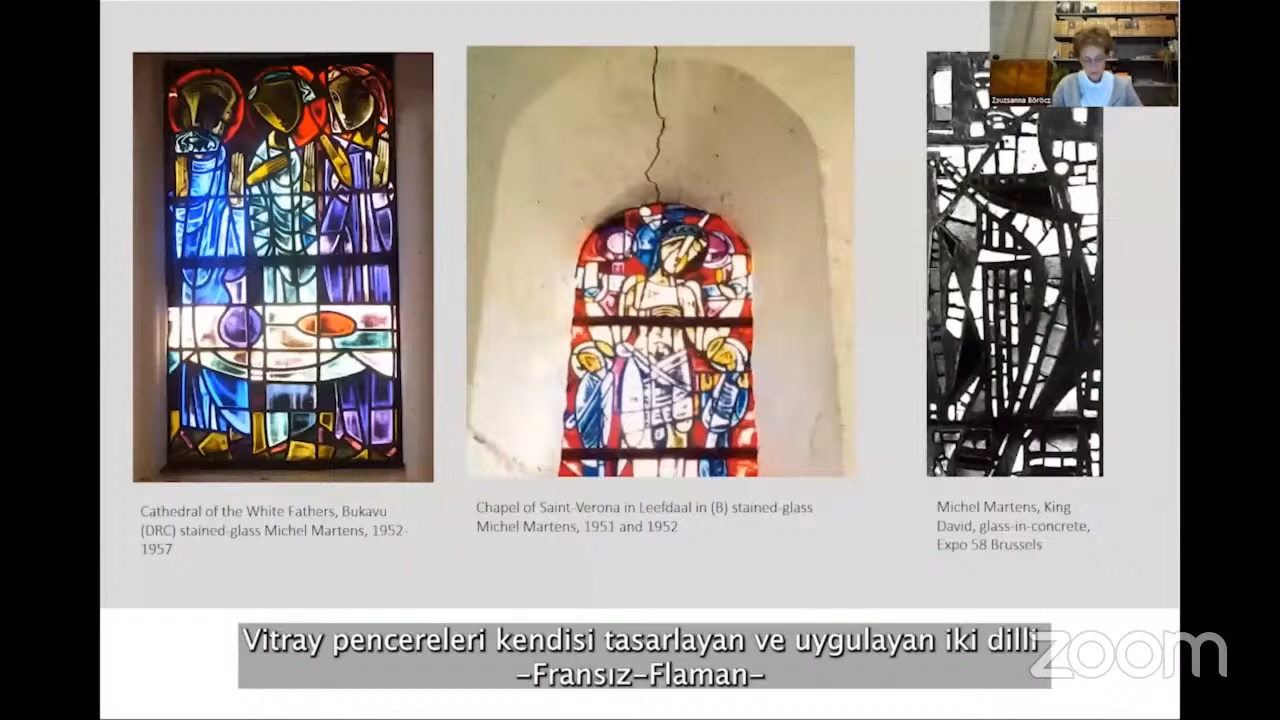 Zsuzsanna Böröcz
Cathedral of the White Fathers, Bukavu
(DRC) stained-glass Michel Martens, 1952-
1957
Chapel of Saint-Verona in Leefdaal in (B) stained-glass
Michel Martens, 1951 and 1952
Michel Martens, King
David, glass-in-concrete,
Expo 58 Brussels
Vitray pencereleri kendisi tasarlayan ve uygulayan iki dilli
-Fransız-Flaman-
zoom